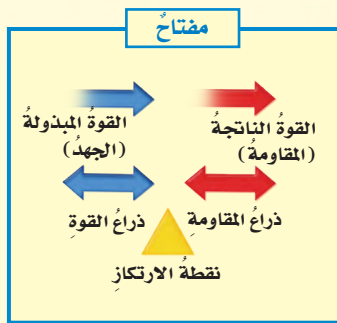 مفتاحٌ
القوةُ الناتجةُ
(المقاومةُ)
القوةُ المبذولةُ
(الجهدُ)
ذراعُ المقاومةِ
ذراعُ القوةِ
نقطةُ الارتكازِ